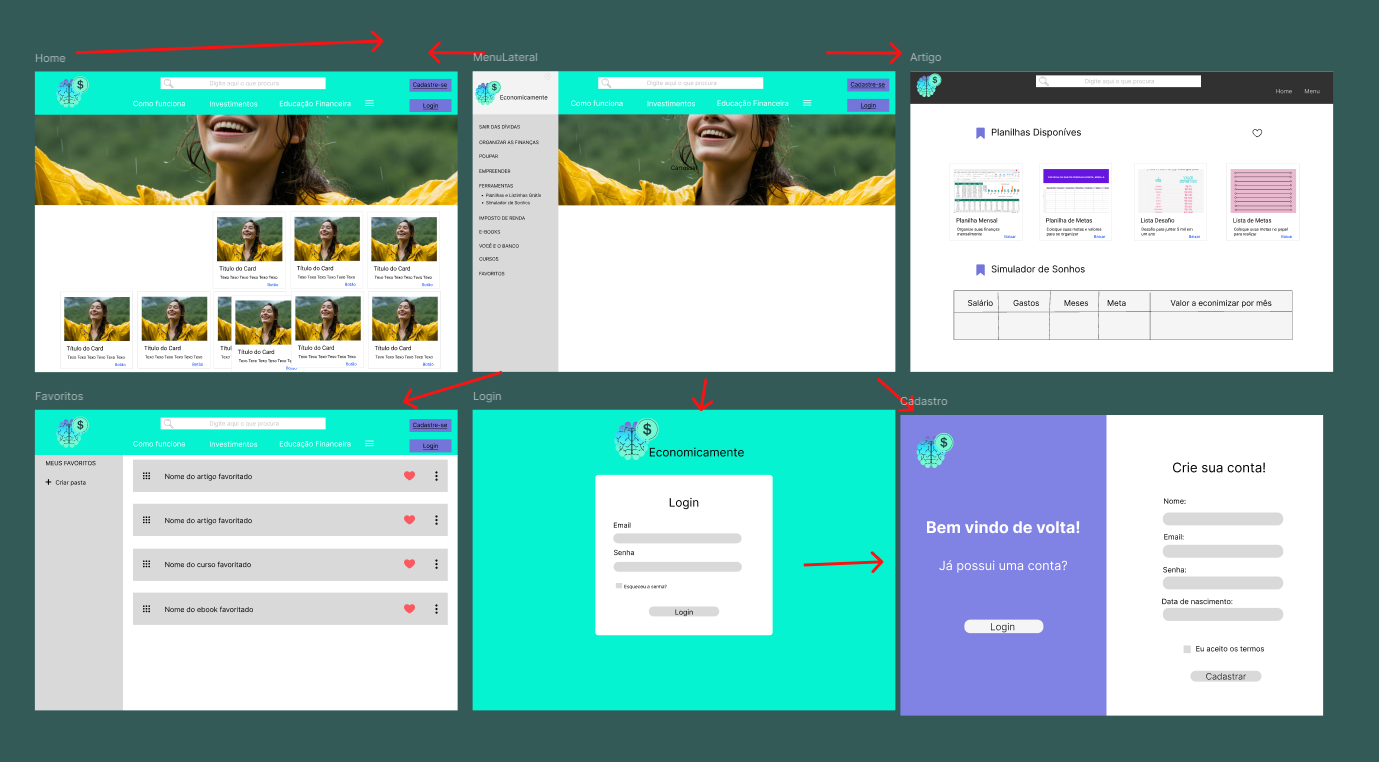 Home
$
Digite aqui o que procura
Cadastre-se
Como funciona
Investimentos
Educação Financeira
Login
Título do Card
Texo Texo Texo Texo Texo
Botão
Título do Card
Texo Texo Texo Texo Texo
Botão
Título do Card
Texo Texo Texo Texo Texo
Botão
Título do Card
Texo Texo Texo Texo Texo
Botão
Título do Card
Texo Texo Texo Texo Texo
Botão
Títul
Título do Card
Texo Texo Texo Texo T
Título do Card
Texo Texo Texo Texo Texo
Botão
Título do Card
Texo Texo Texo Texo Texo
Botão
MenuLateral
$
Economicamente
Digite aqui o que procura
Cadastre-se
Como funciona
Investimentos
Educação Financeira
Login
SAIR DAS DÍVIDAS
ORGANIZAR AS FINANÇAS
POUPAR
EMPREENDER
FERRAMENTAS
Planilhas e Listinhas Grátis
Simulador de Sonhos
IMPOSTO DE RENDA
E-BOOKS
VOCÊ E O BANCO
CURSOS
FAVORITOS
Carrossel
Artigo
$
Digite aqui o que procura
Home
Menu
Planilhas Disponíves
Planilha Mensal
Organize suas finanças
mensalmente
Baixar
Planilha de Metas
Coloque suas metas e valores
para se organizar
Baixar
Lista Desafio
Desafio para juntar 5 mil em
um ano
Baixar
Lista de Metas
Coloque suas metas no papel
para realizar
Baixar
Simulador de Sonhos
Salário
Gastos
Meses
Meta
Valor a econimizar por mês
Favoritos
$
Digite aqui o que procura
Cadastre-se
Como funciona
Investimentos
Educação Financeira
Login
MEUS FAVORITOS
+ Criar pasta
Nome do artigo favoritado
Nome do artigo favoritado
Nome do curso favoritado
Nome do ebook favoritado
Login
$
Economicamente
Login
Email
Senha
Esqueceu a senha?
Login
Cadastro
$
Bem vindo de volta!
Já possui uma conta?
Login
Crie sua conta!
Nome:
Email:
Senha:
Data de nascimento:
Eu aceito os termos
Cadastrar